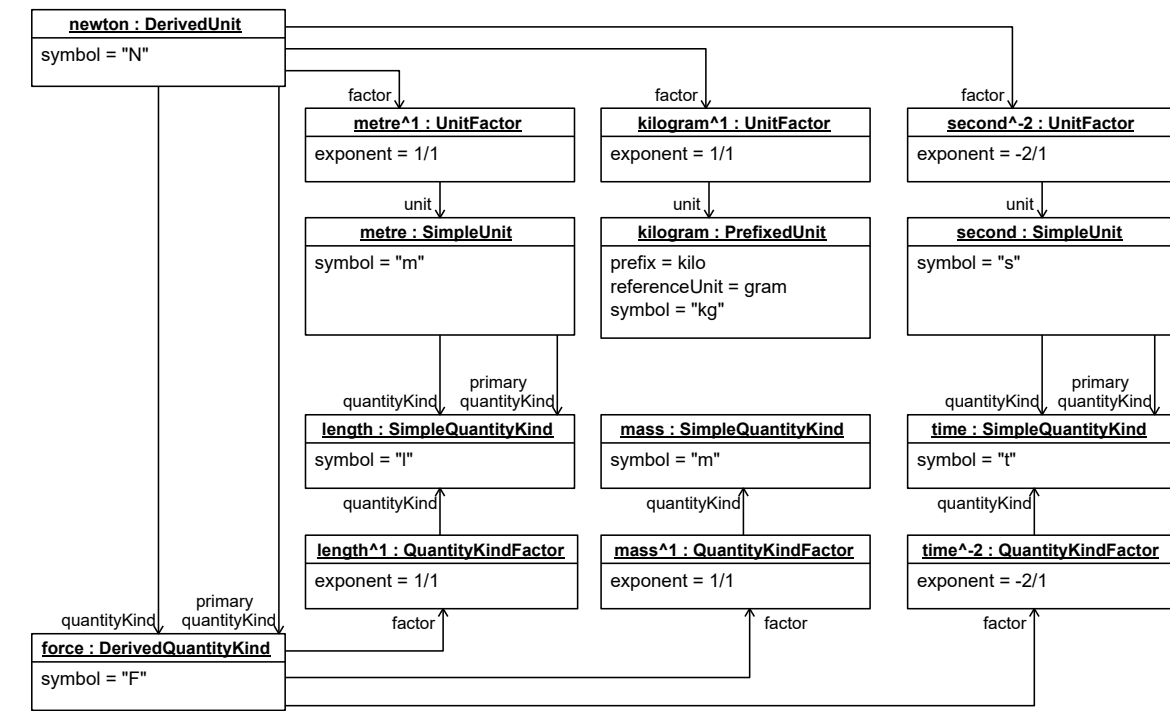 newton : DerivedUnit
symbol = "N"
factor
factor
factor
metre^1 : UnitFactor
exponent = 1/1
kilogram^1 : UnitFactor
exponent = 1/1
second^-2 : UnitFactor
exponent = -2/1
unit
unit
unit
metre : SimpleUnit
symbol = "m"
kilogram : PrefixedUnit
prefix = kilo
referenceUnit = gram
symbol = "kg"
second : SimpleUnit
symbol = "s"
quantityKind
primary
quantityKind
quantityKind
primary
quantityKind
length : SimpleQuantityKind
symbol = "l"
mass : SimpleQuantityKind
symbol = "m"
time : SimpleQuantityKind
symbol = "t"
quantityKind
quantityKind
quantityKind
length^1 : QuantityKindFactor
exponent = 1/1
mass^1 : QuantityKindFactor
exponent = 1/1
time^-2 : QuantityKindFactor
exponent = -2/1
quantityKind
primary
quantityKind
factor
factor
factor
force : DerivedQuantityKind
symbol = "F"